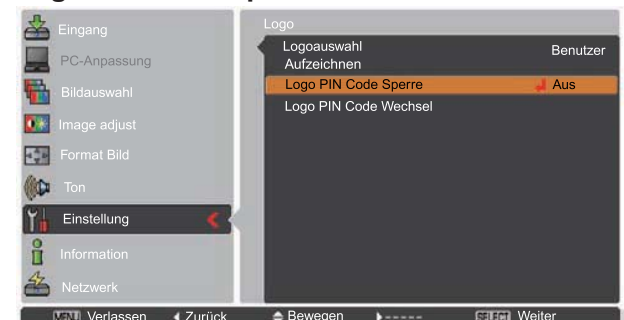 Eingang
PC-Anpassung
Bildauswahl
Image adjust
Format Bild
Ton
Einstellung
Information
Netzwerk
Logo
Logoauswahl Benutzer
Aufzeichnen
Logo PIN Code Sperre Aus
Logo PIN Code Wechsel
MENU Verlassen Zurück Bewegen ----- SELECT Weiter